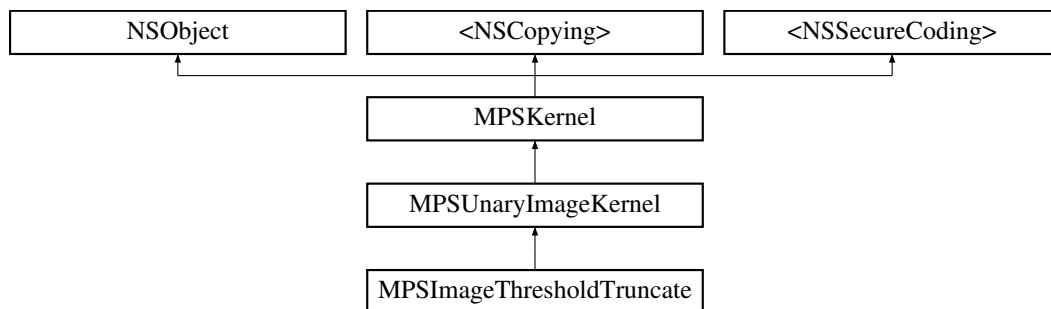 NSObject
<NSCopying>
<NSSecureCoding>
MPSKernel
MPSUnaryImageKernel
MPSImageThresholdTruncate